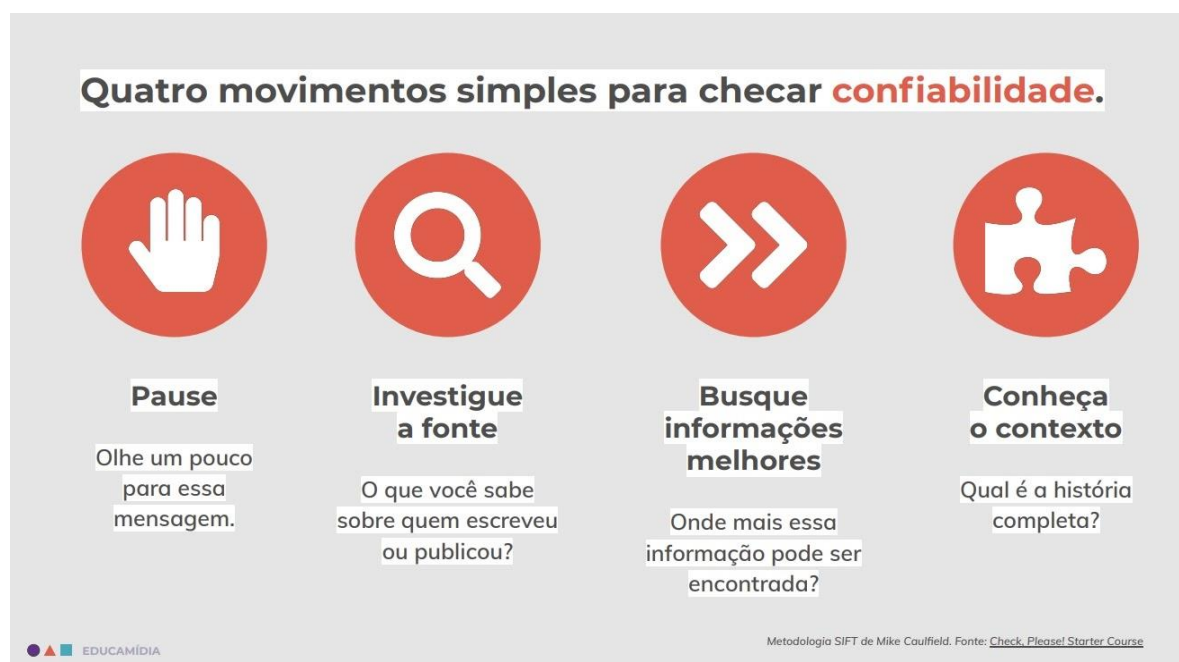 Quatro movimentos simples para checar confiabilidade.
Pause
Olhe um pouco
para essa
mensagem.
Investigue
a fonte
O que você sabe
sobre quem escreveu
ou publicou?
Busque
informações
melhores
Onde mais essa
informação pode ser
encontrada?
Conheça
o contexto
Qual é a história
completa?
EDUCAMÍDIA
Metodologia SIFT de Mike Caulfield. Fonte: Check, Please! Starter Course